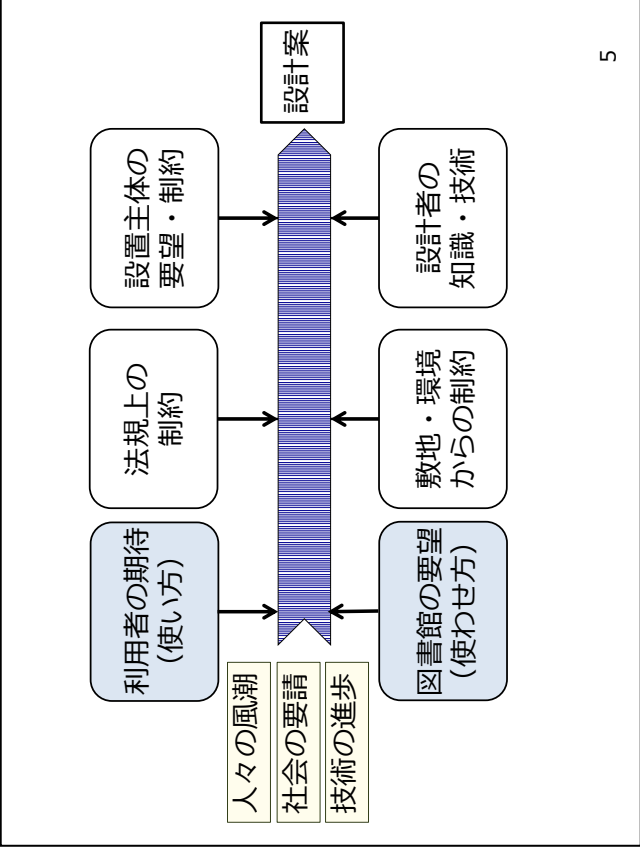 人々の風潮
社会の要請
技術の進歩
利用者の期待
（使い方）
法規上の
制約
設置主体の
要望・制約
図書館の要望
（使わせ方）
敷地・環境
からの制約
設計者の
知識・技術
設計案
5